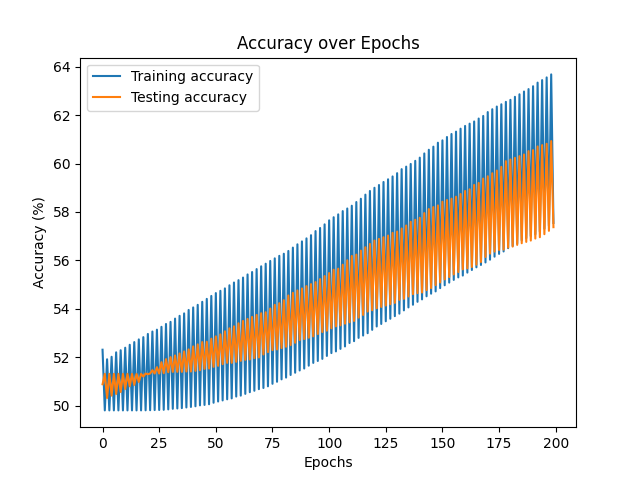 Accuracy over Epochs
Training accuracy
Testing accuracy
64
62
60
58
56
54
52
50
Accuracy (%)
0 25 50 75 100 125 150 175 200
Epochs